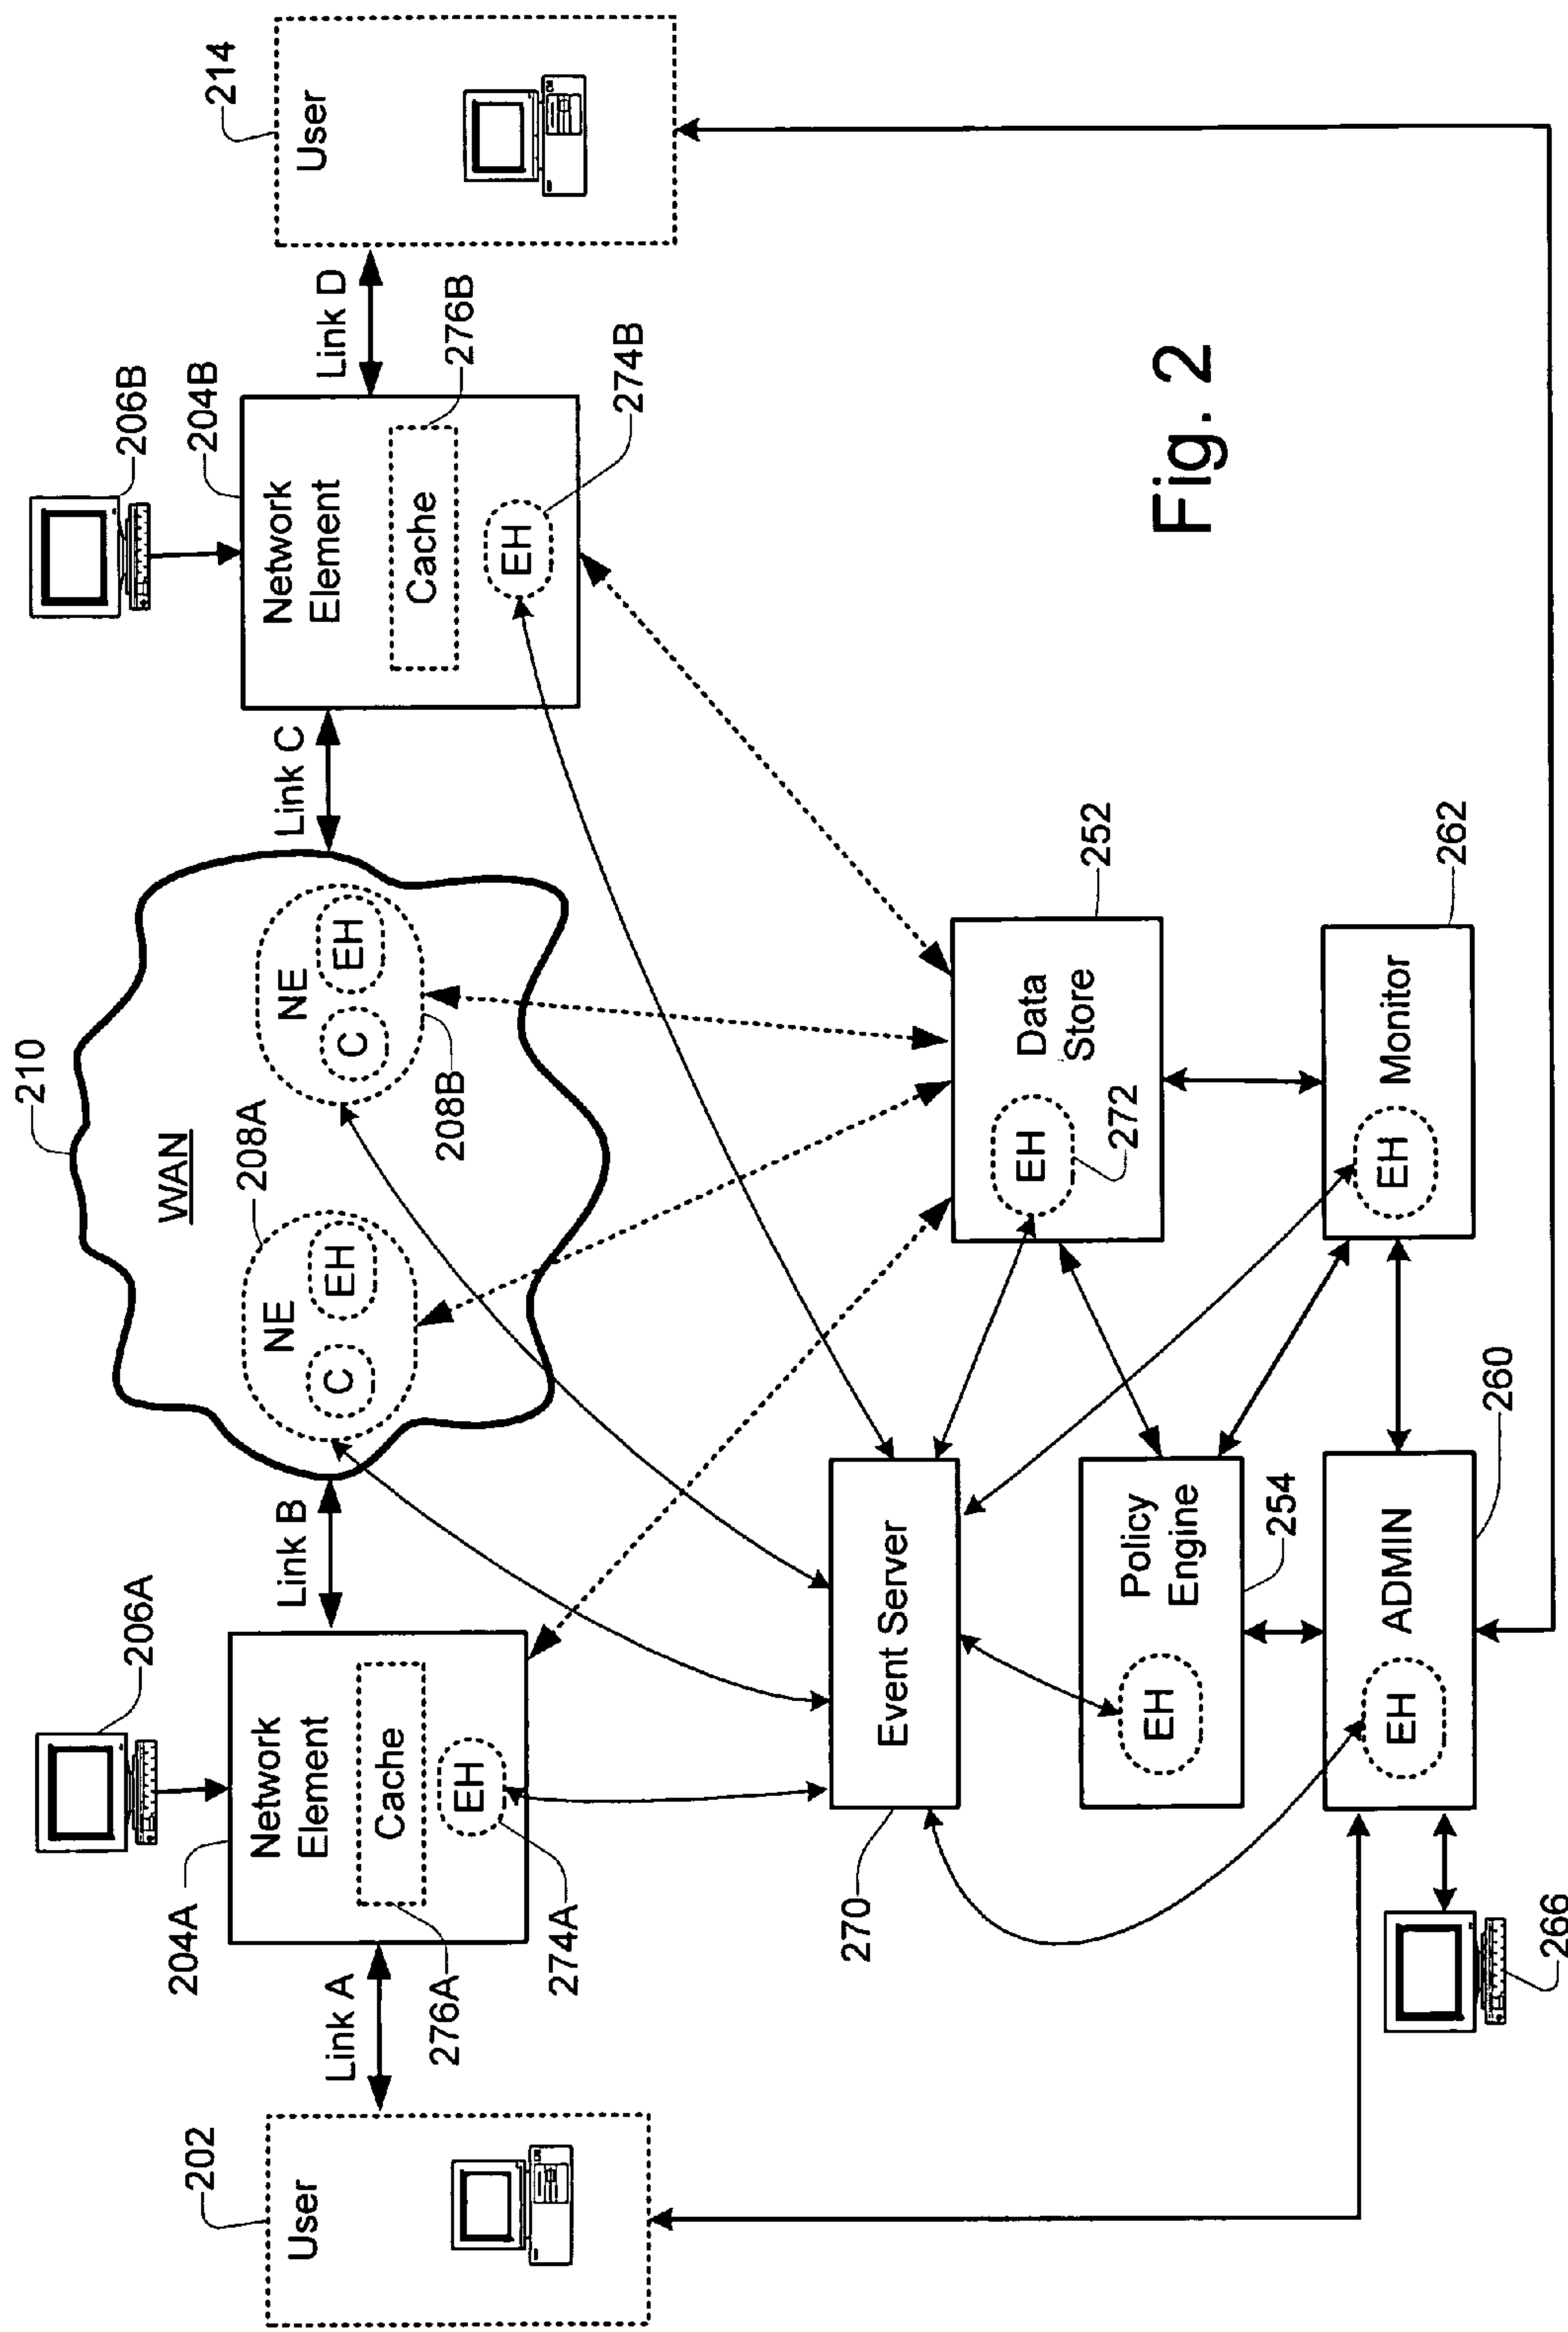 206A
206B
210
202
204A
204B
214
User
Link A
Network
Element
Cache
EH
276A
274A
Link B
WAN
208A
NE
C
EH
NE
C
EH
208B
Link C
Network
Element
Cache
EH
276B
274B
Link D
User
270
Event Server
EH
272
Data
Store
252
EH
Policy
Engine
254
EH
ADMIN
260
EH
Monitor
262
266
Fig. 2